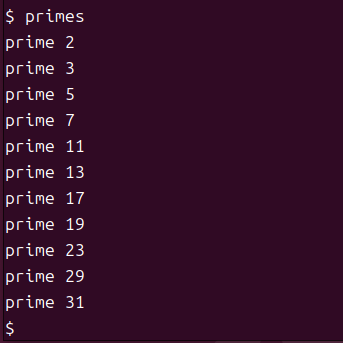 $ primes
prime 2
prime 3
prime 5
prime 7
prime 11
prime 13
prime 17
prime 19
prime 23
prime 29
prime 31
$